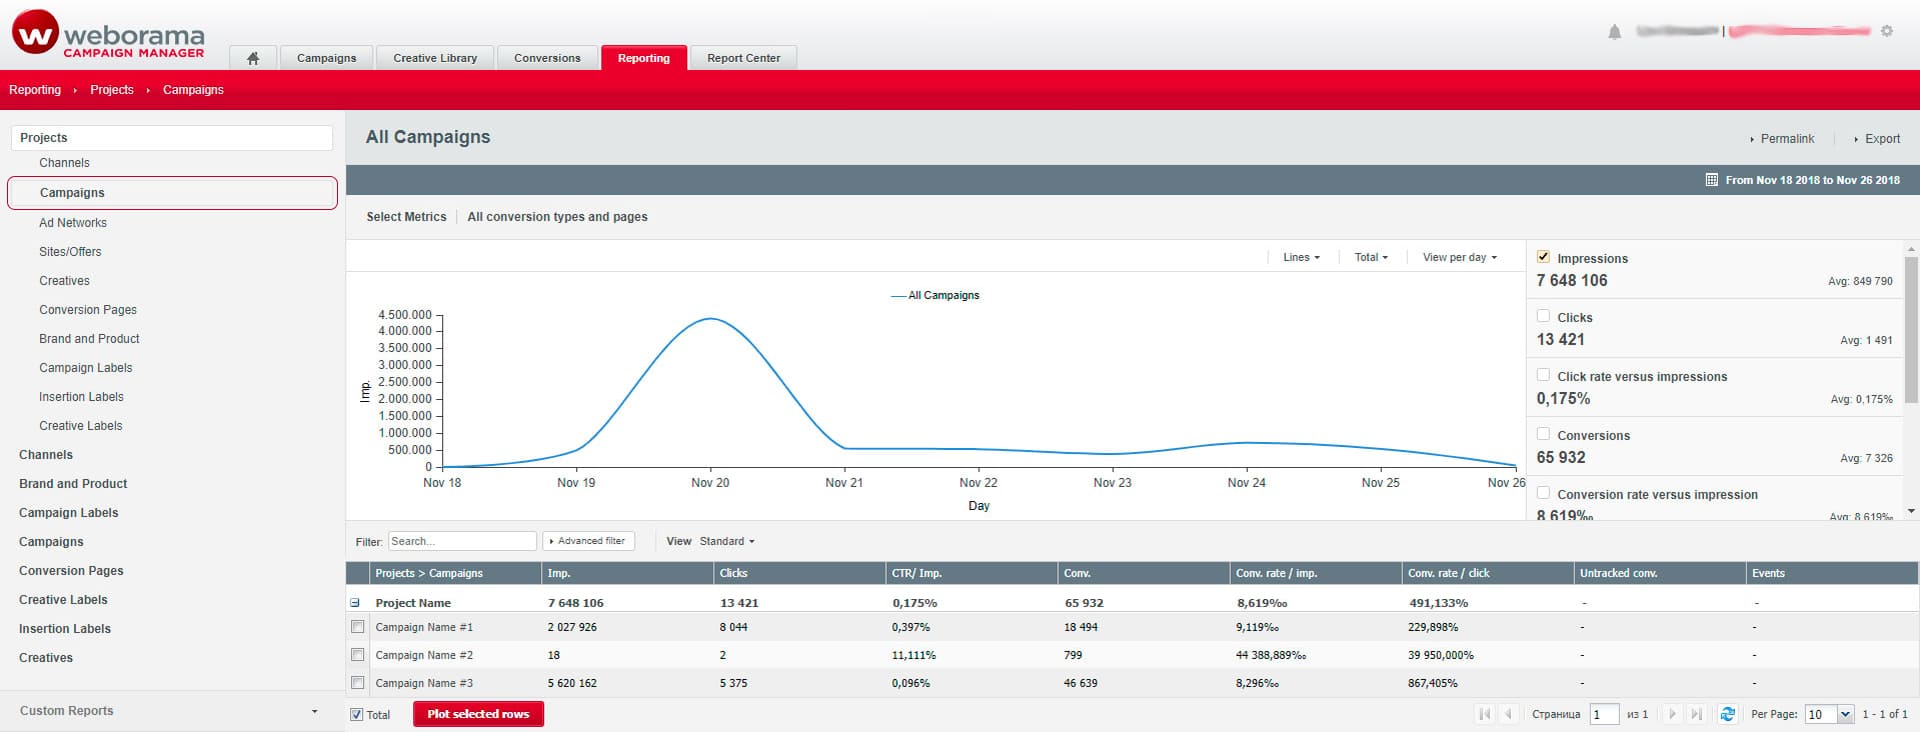 weborama
CAMPAIGN MANAGER
Campaigns
Creative Library
Conversions
Reporting
Report Center
Reporting
Projects
Campaigns
Projects
Channels
Campaigns
Ad Networks
Sites/Offers
Creatives
Conversion Pages
Brand and Product
Campaign Labels
Insertion Labels
Creative Labels
Channels
Brand and Product
Campaign Labels
Campaigns
Conversion Pages
Creative Labels
Insertion Labels
Creatives
Custom Reports
All Campaigns
Permalink
Export
From Nov 18 2018 to Nov 26 2018
Select Metrics
All conversion types and pages
Lines
Total
View per day
All Campaigns
Imp.
4.500.000
4.000.000
3.500.000
3.000.000
2.500.000
2.000.000
1.500.000
1.000.000
500.000
0
Nov 18 Nov 19 Nov 20 Nov 21 Nov 22 Nov 23 Nov 24 Nov 25 Nov 26
Day
Impressions
7 648 106 Avg: 849 790
Clicks
13 421 Avg: 1 491
Click rate versus impressions
0,175% Avg: 0,175%
Conversions
65 932 Avg: 7 326
Conversion rate versus impression
8 619‰ Avg: 8 619‰
Filter: Search... Advanced filter View Standard
Projects > Campaigns Imp. Clicks CTR/ Imp. Conv. Conv. rate / imp. Conv. rate / click Untracked conv. Events
Project Name 7 648 106 13 421 0,175% 65 932 8,619‰ 491,133% - -
Campaign Name #1 2 027 926 8 044 0,397% 18 494 9,119‰ 229,898% - -
Campaign Name #2 18 2 11,111% 799 44 388,889‰ 39 950,000% - -
Campaign Name #3 5 620 162 5 375 0,096% 46 639 8,296‰ 867,405% - -
Total Plot selected rows Страница 1 из 1 Per Page: 10 1 - 1 of 1